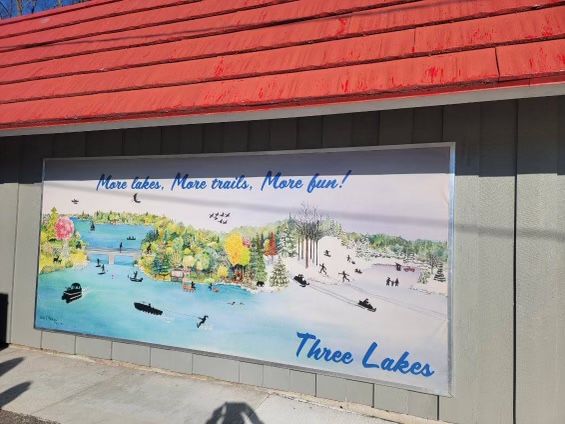 More lakes, More trails, More fun!
Three Lakes